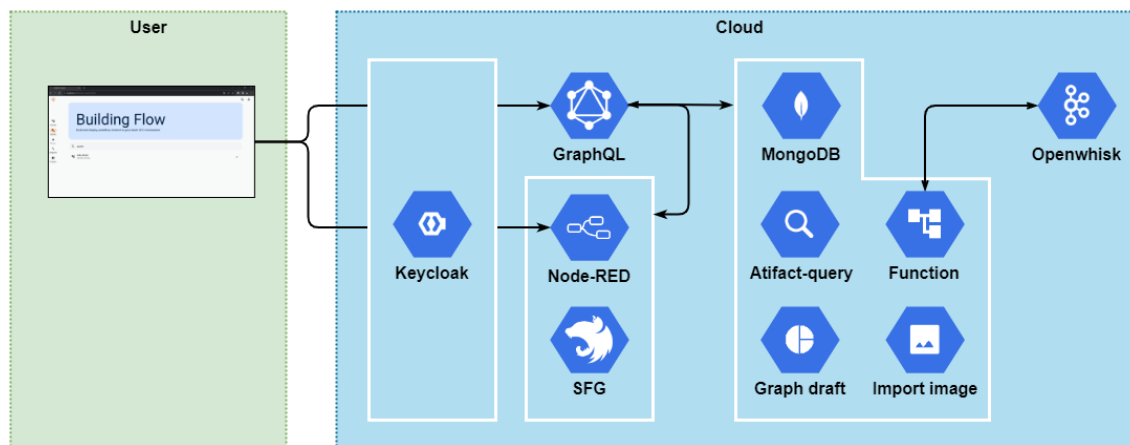 User
Cloud
Building Flow
GraphQL
MongoDB
Openwhisk
Keycloak
Node-RED
Atifact-query
Function
SFG
Graph draft
Import image